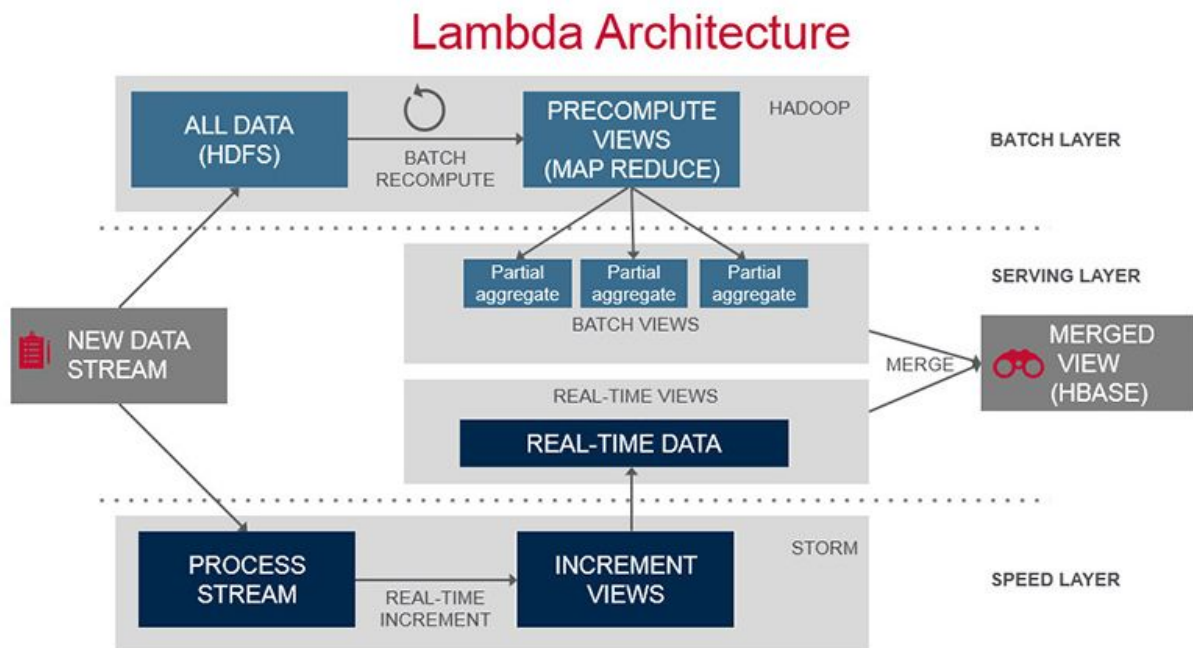 Lambda Architecture
ALL DATA
(HDFS)
BATCH
RECOMPUTE
PRECOMPUTE
VIEWS
(MAP REDUCE)
HADOOP
BATCH LAYER
Partial
aggregate
Partial
aggregate
Partial
aggregate
BATCH VIEWS
SERVING LAYER
NEW DATA
STREAM
MERGE
MERGED
VIEW
(HBASE)
REAL-TIME VIEWS
REAL-TIME DATA
PROCESS
STREAM
REAL-TIME
INCREMENT
INCREMENT
VIEWS
STORM
SPEED LAYER